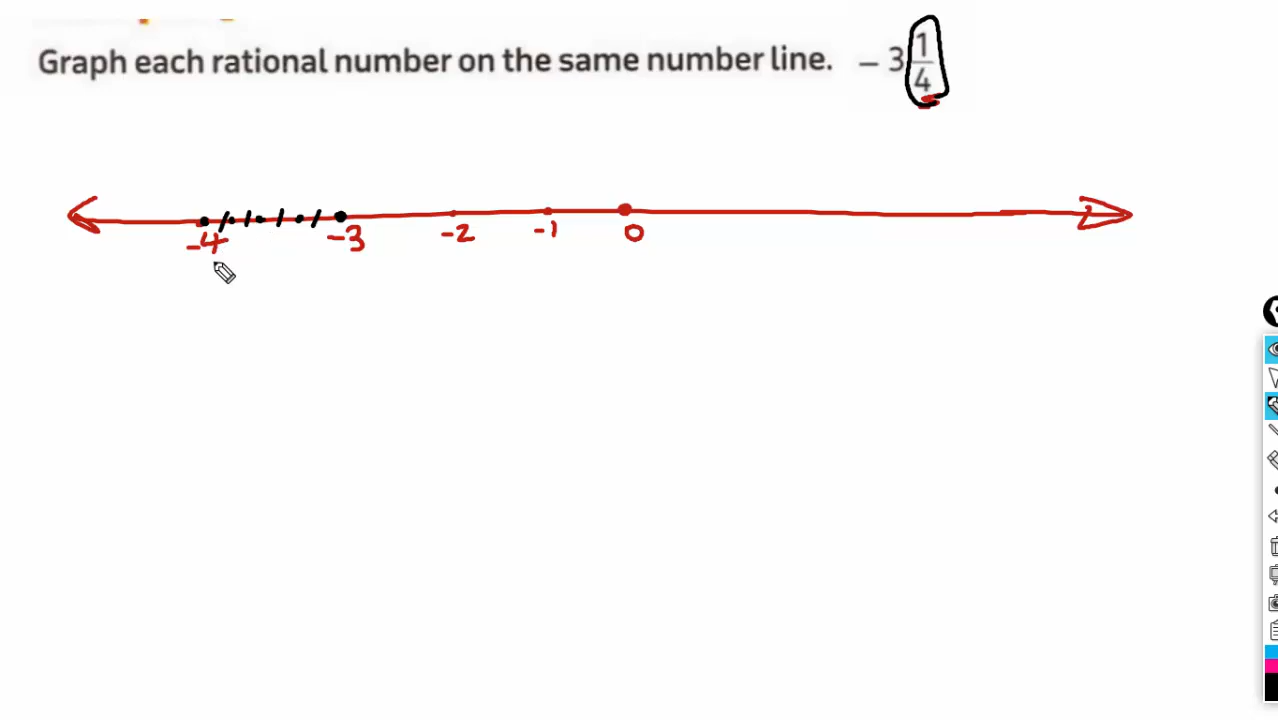 Graph each rational number on the same number line. − 3 1/4
-4 -3 -2 -1 0